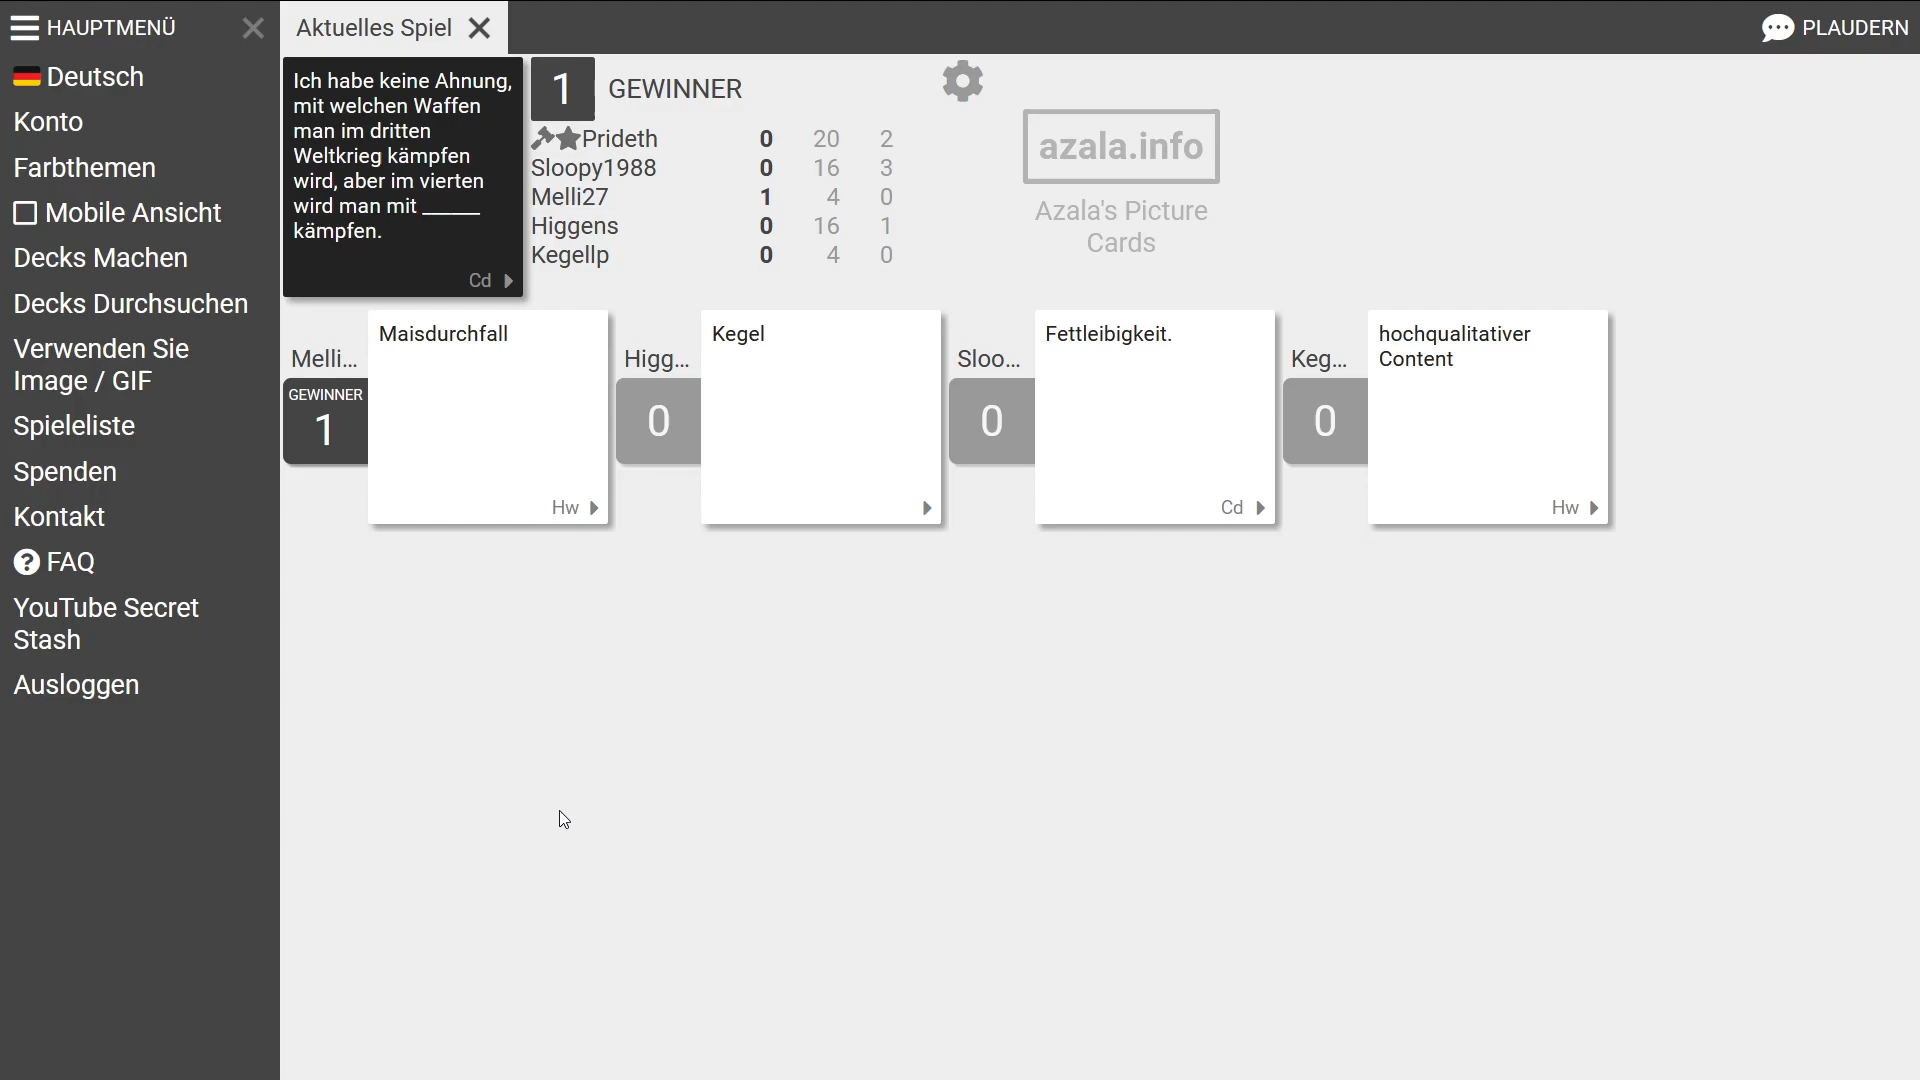 HAUPTMENÜ
Aktuelles Spiel
PLAUDERN
Deutsch
Konto
Farbthemen
Mobile Ansicht
Decks Machen
Decks Durchsuchen
Verwenden Sie
Image / GIF
Spieleliste
Spenden
Kontakt
FAQ
YouTube Secret
Stash
Ausloggen
Ich habe keine Ahnung,
mit welchen Waffen
man im dritten
Weltkrieg kämpfen
wird, aber im vierten
wird man mit _____
kämpfen.
Cd
1 GEWINNER
Prideth 0 20 2
Sloopy1988 0 16 3
Melli27 1 4 0
Higgens 0 16 1
Kegellp 0 4 0
azala.info
Azala's Picture
Cards
Melli...
GEWINNER
1
Maisdurchfall
Hw
Higg...
0
Kegel
Sloo...
0
Fettleibigkeit.
Cd
Keg...
0
hochqualitativer
Content
Hw